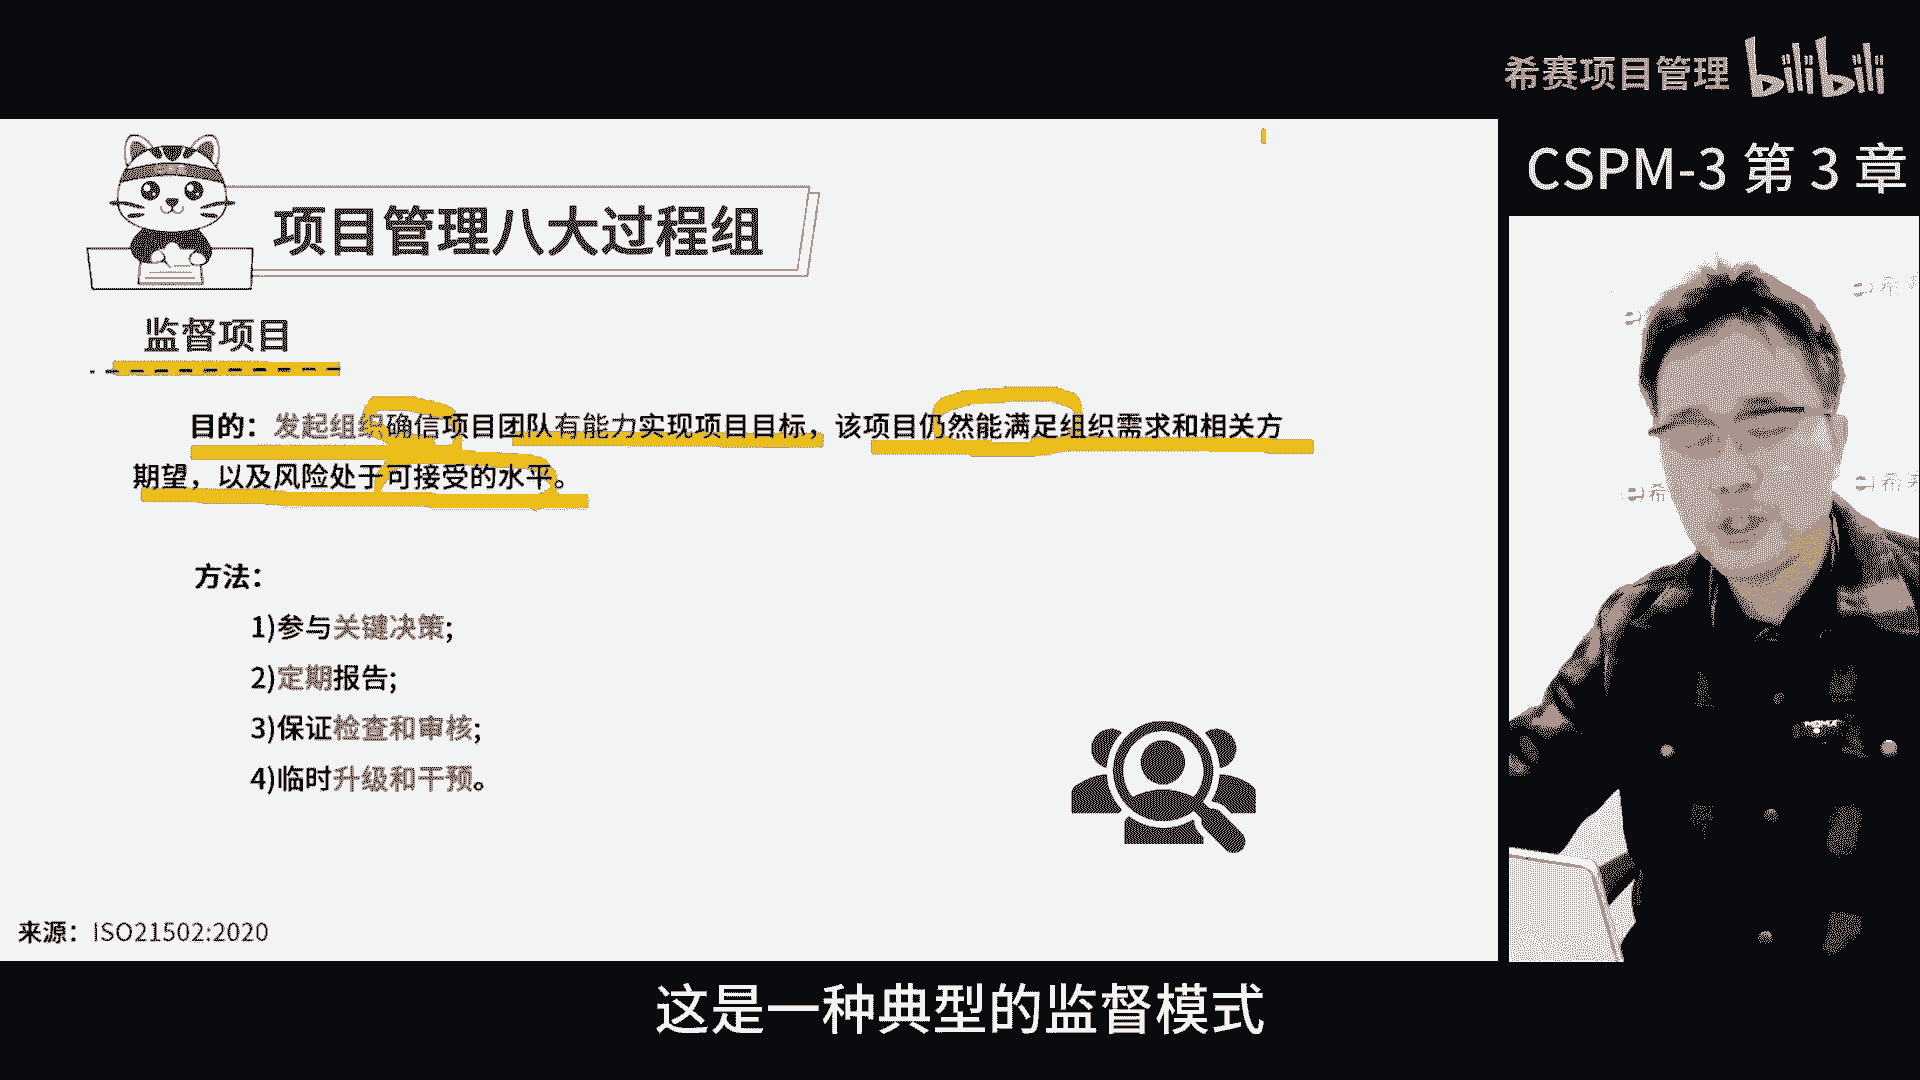 希赛项目管理 bilibili
CSPM-3 第 3 章
项目管理八大过程组
监督项目
目的：发起组织确信项目团队有能力实现项目目标，该项目仍然能满足组织需求和相关方
期望，以及风险处于可接受的水平。
方法：
1)参与关键决策;
2)定期报告;
3)保证检查和审核;
4)临时升级和干预。
来源：ISO21502:2020
这是一种典型的监督模式
希
希
希赛
MOMA